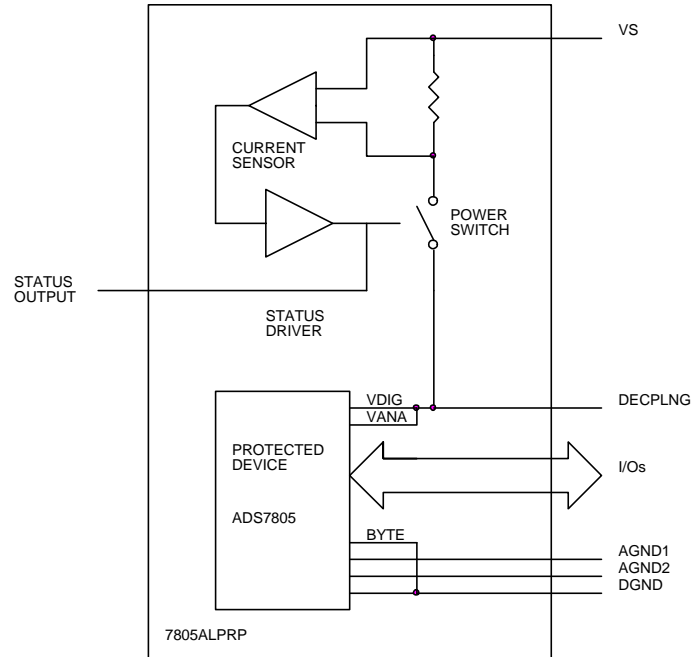 VS
CURRENT
SENSOR
POWER
SWITCH
STATUS
OUTPUT
STATUS
DRIVER
VDIG
DECPLNG
VANA
PROTECTED
DEVICE
I/Os
ADS7805
BYTE
AGND1
AGND2
DGND
7805ALPRP